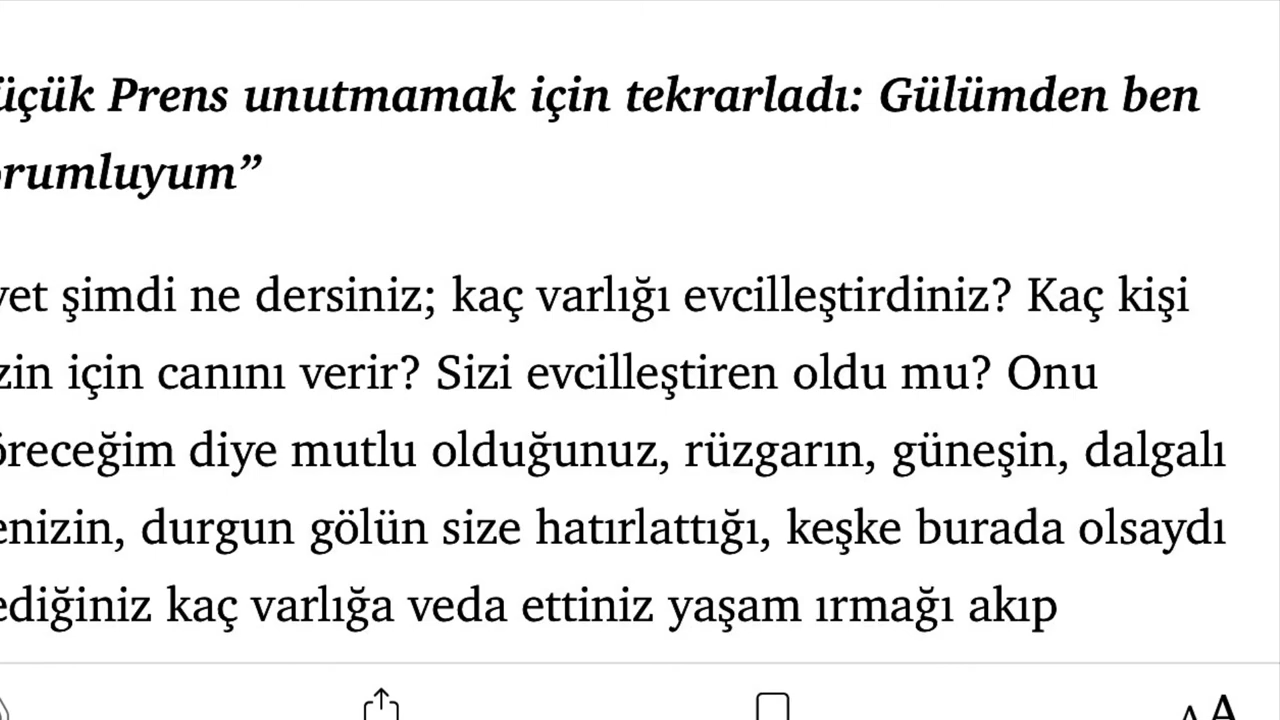 üçük Prens unutmamak için tekrarladı: Gülümden ben
orumluyum”
vet şimdi ne dersiniz; kaç varlığı evcilleştirdiniz? Kaç kişi
zin için canını verir? Sizi evcilleştiren oldu mu? Onu
öreceğim diye mutlu olduğunuz, rüzgarın, güneşin, dalgalı
enizin, durgun gölün size hatırlattığı, keşke burada olsaydı
ediğiniz kaç varlığa veda ettiniz yaşam ırmağı akıp
AA